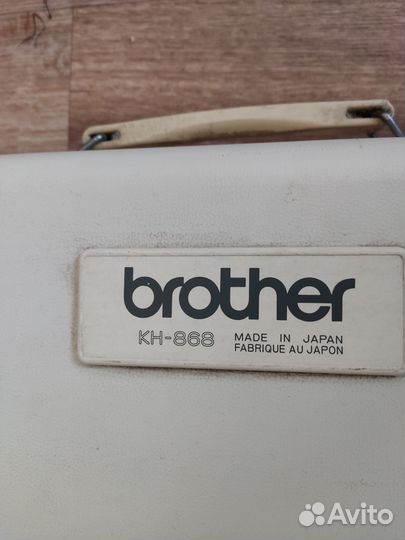 brother
KH-868 MADE IN JAPAN
FABRIQUE AU JAPON
Avito